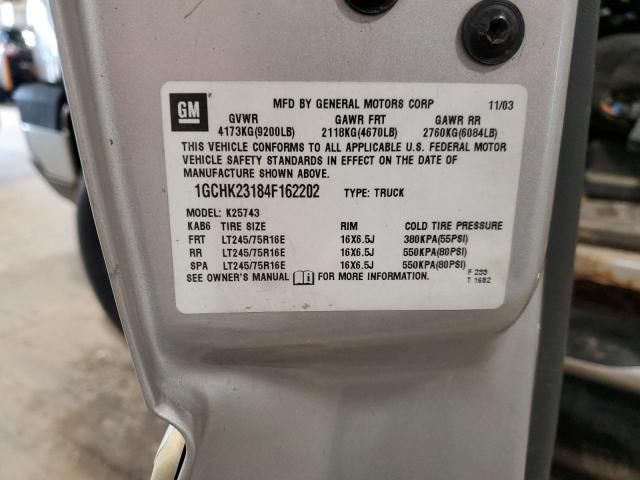 GM
MFD BY GENERAL MOTORS CORP 11/03
GVWR GAWR FRT GAWR RR
4173KG(9200LB) 2118KG(4670LB) 2760KG(6084LB)
THIS VEHICLE CONFORMS TO ALL APPLICABLE U.S. FEDERAL MOTOR
VEHICLE SAFETY STANDARDS IN EFFECT ON THE DATE OF
MANUFACTURE SHOWN ABOVE.
1GCHK23184F162202 TYPE: TRUCK
MODEL: K25743
KAB6 TIRE SIZE RIM COLD TIRE PRESSURE
FRT LT245/75R16E 16X6.5J 380KPA(55PSI)
RR LT245/75R16E 16X6.5J 550KPA(80PSI)
SPA LT245/75R16E 16X6.5J 550KPA(80PSI)
SEE OWNER'S MANUAL FOR MORE INFORMATION.
F 233
T 1682